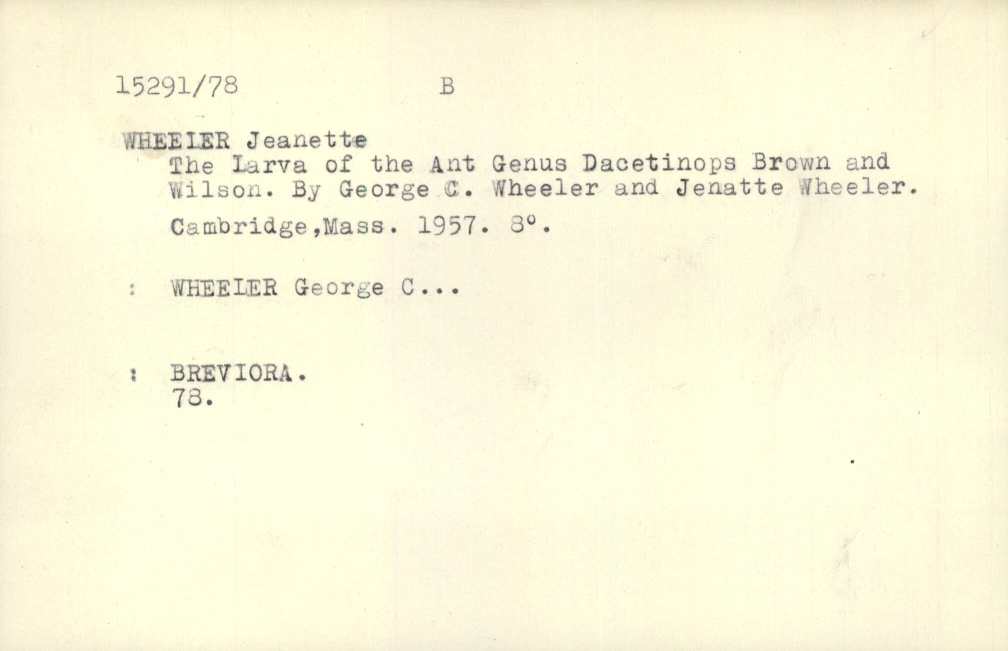 15291/78 B
WHEELER Jeanette
The Larva of the Ant Genus Dacetinops Brown and
Wilson. By George C. Wheeler and Jenatte Wheeler.
Cambridge,Mass. 1957. 8°.
: WHEELER George C...
: BREVIORA.
78.